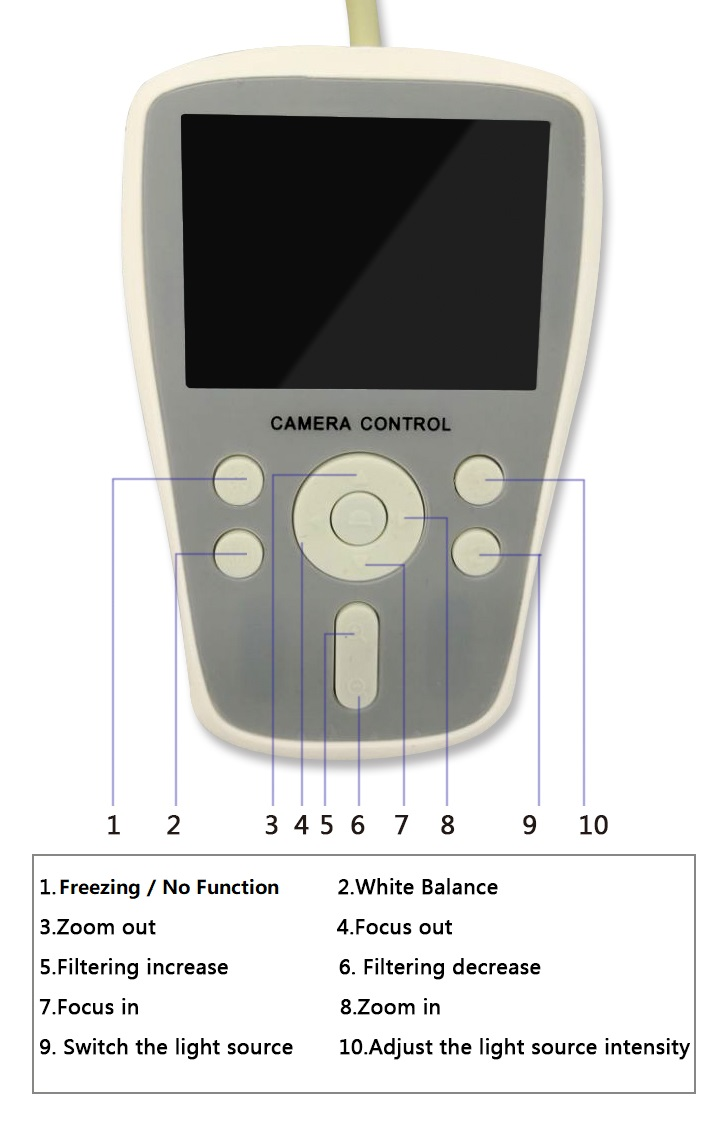 CAMERA CONTROL
1 2 3 4 5 6 7 8 9 10
1.Freezing / No Function 2.White Balance
3.Zoom out 4.Focus out
5.Filtering increase 6. Filtering decrease
7.Focus in 8.Zoom in
9. Switch the light source 10.Adjust the light source intensity